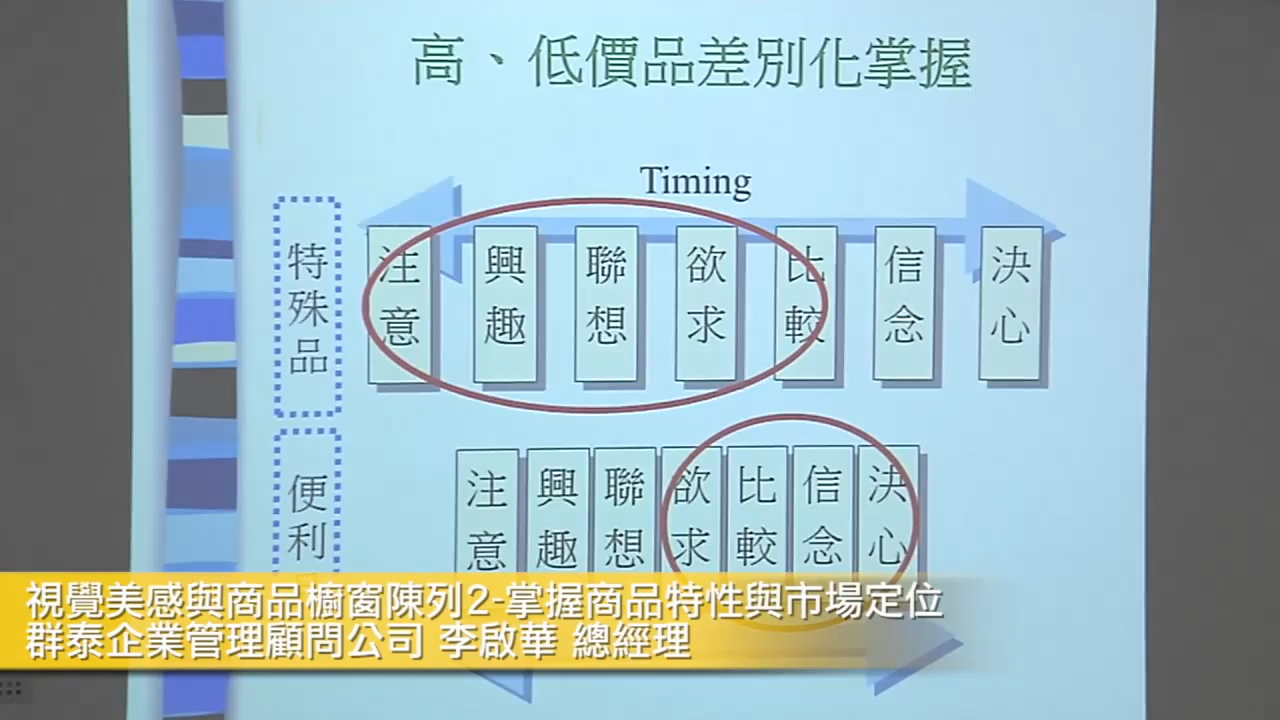 高、低價品差別化掌握
Timing
特殊品
注意 興趣 聯想 欲求 比較 信念 決心
便利
注意 興趣 聯想 欲求 比較 信念 決心
視覺美感與商品櫥窗陳列2-掌握商品特性與市場定位
群泰企業管理顧問公司 李啟華 總經理